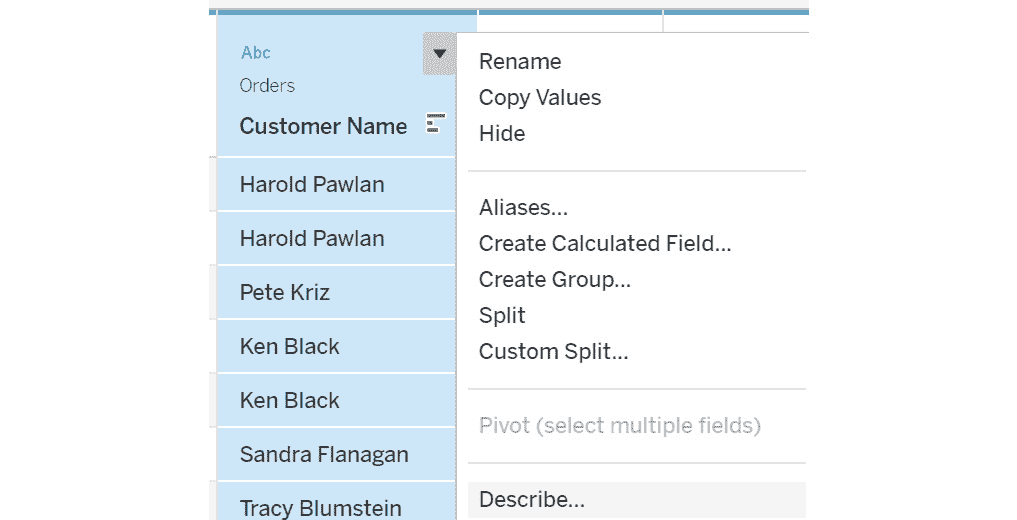 Abc
Orders
Customer Name
Harold Pawlan
Harold Pawlan
Pete Kriz
Ken Black
Ken Black
Sandra Flanagan
Tracy Blumstein
Rename
Copy Values
Hide
Aliases...
Create Calculated Field...
Create Group...
Split
Custom Split...
Pivot (select multiple fields)
Describe...